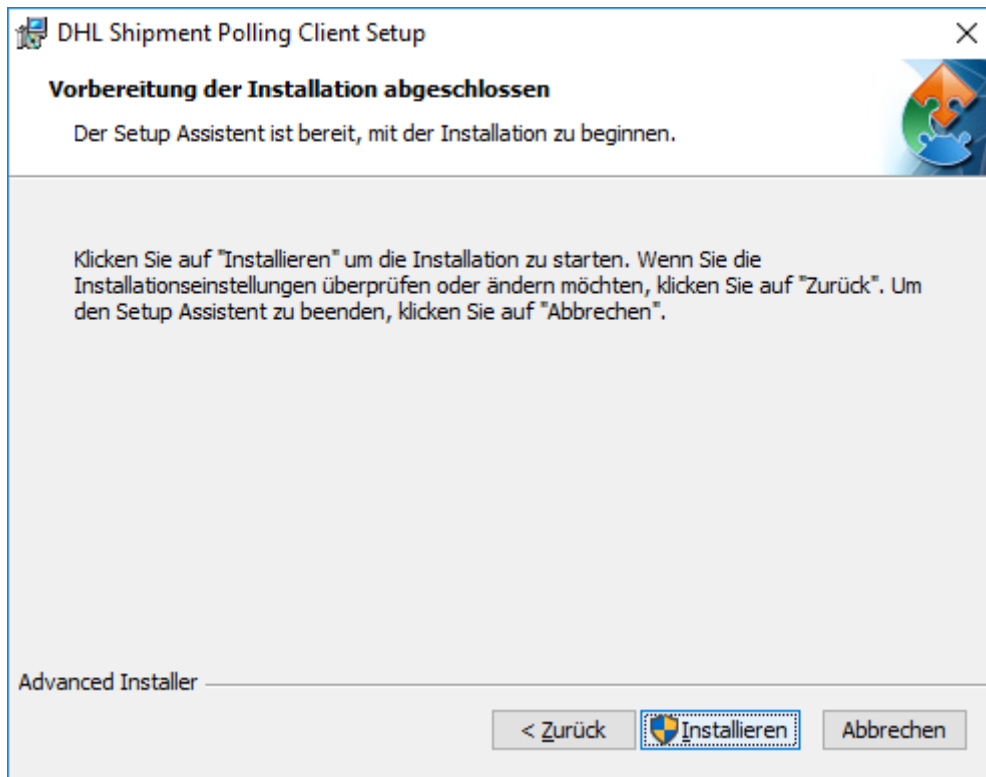 DHL Shipment Polling Client Setup
Vorbereitung der Installation abgeschlossen
Der Setup Assistent ist bereit, mit der Installation zu beginnen.
Klicken Sie auf "Installieren" um die Installation zu starten. Wenn Sie die
Installationseinstellungen überprüfen oder ändern möchten, klicken Sie auf "Zurück". Um
den Setup Assistent zu beenden, klicken Sie auf "Abbrechen".
Advanced Installer
< Zurück
Installieren
Abbrechen